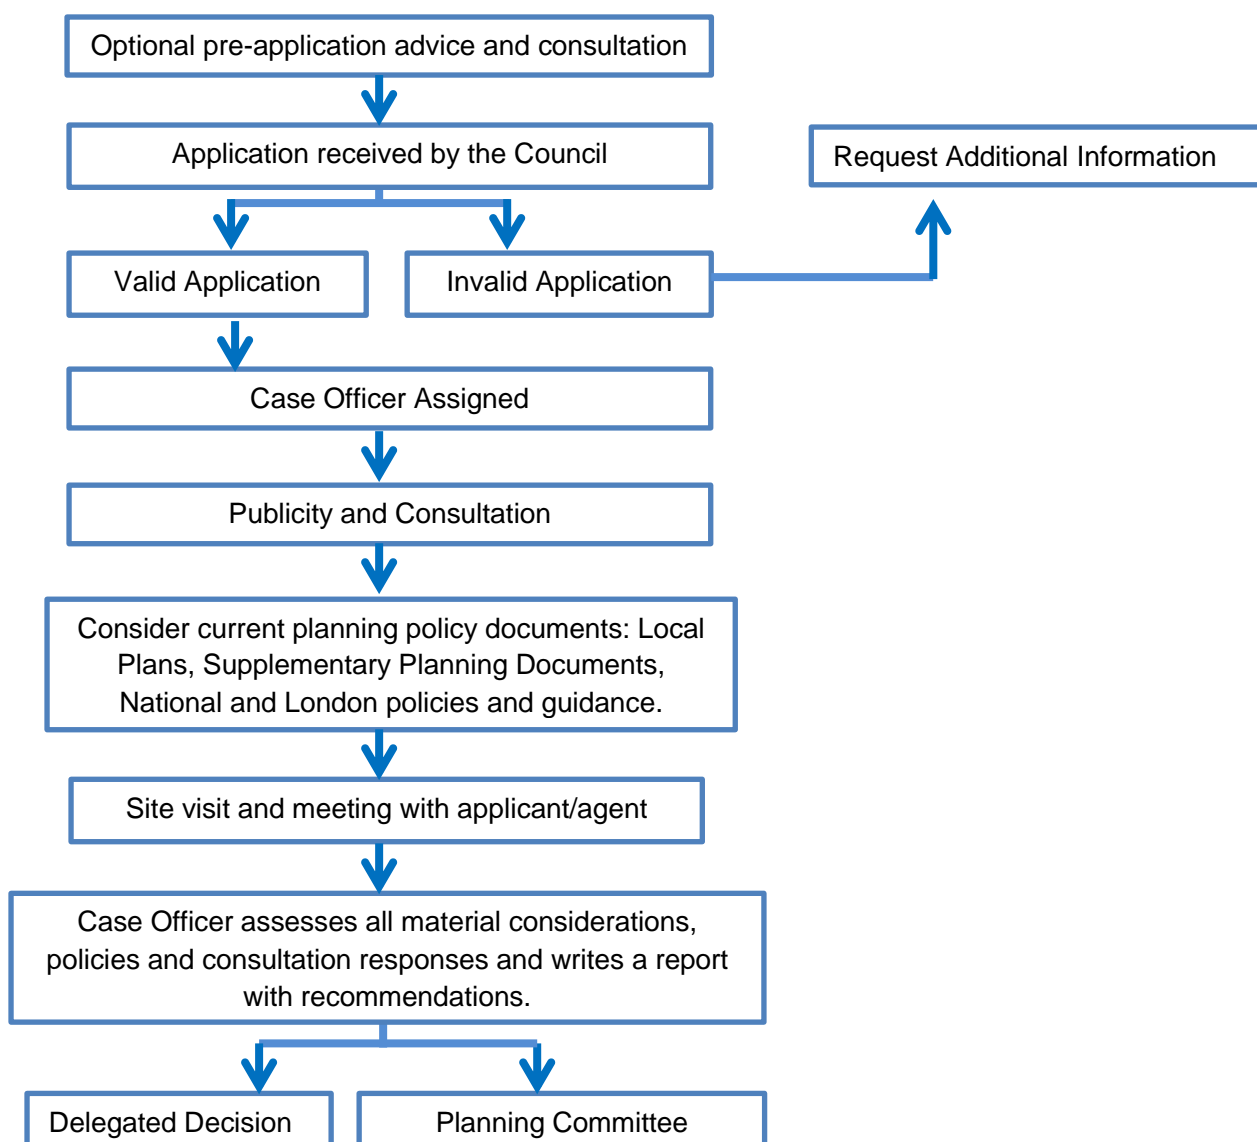 Optional pre-application advice and consultation
Application received by the Council
Request Additional Information
Valid Application
Invalid Application
Case Officer Assigned
Publicity and Consultation
Consider current planning policy documents: Local
Plans, Supplementary Planning Documents,
National and London policies and guidance.
Site visit and meeting with applicant/agent
Case Officer assesses all material considerations,
policies and consultation responses and writes a report
with recommendations.
Delegated Decision
Planning Committee